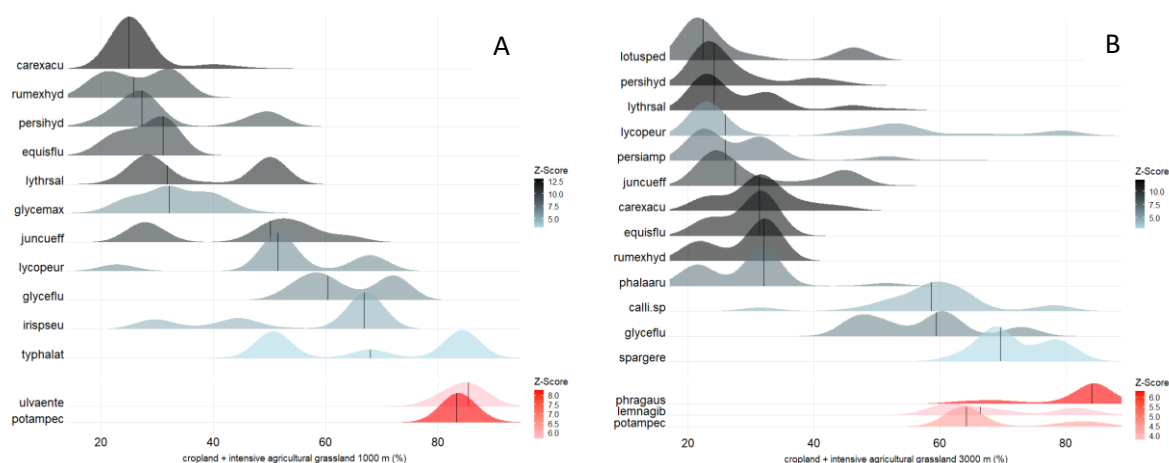 A
carexacu
rumexhyd
persihyd
equisflu
lythrsal
glycemax
juncueff
lycopeur
glyceflu
irispseu
typhalat
ulvaente
potampec
Z-Score
12.5
10.0
7.5
5.0
Z-Score
8.0
7.5
7.0
6.5
6.0
20 40 60 80
cropland + intensive agricultural grassland 1000 m (%)
B
lotusped
persihyd
lythrsal
lycopeur
persiamp
juncueff
carexacu
equisflu
rumexhyd
phalaaru
calli.sp
glyceflu
spargere
phragaus
lemnagib
potampec
Z-Score
10.0
7.5
5.0
Z-Score
6.0
5.5
5.0
4.5
4.0
20 40 60 80
cropland + intensive agricultural grassland 3000 m (%)